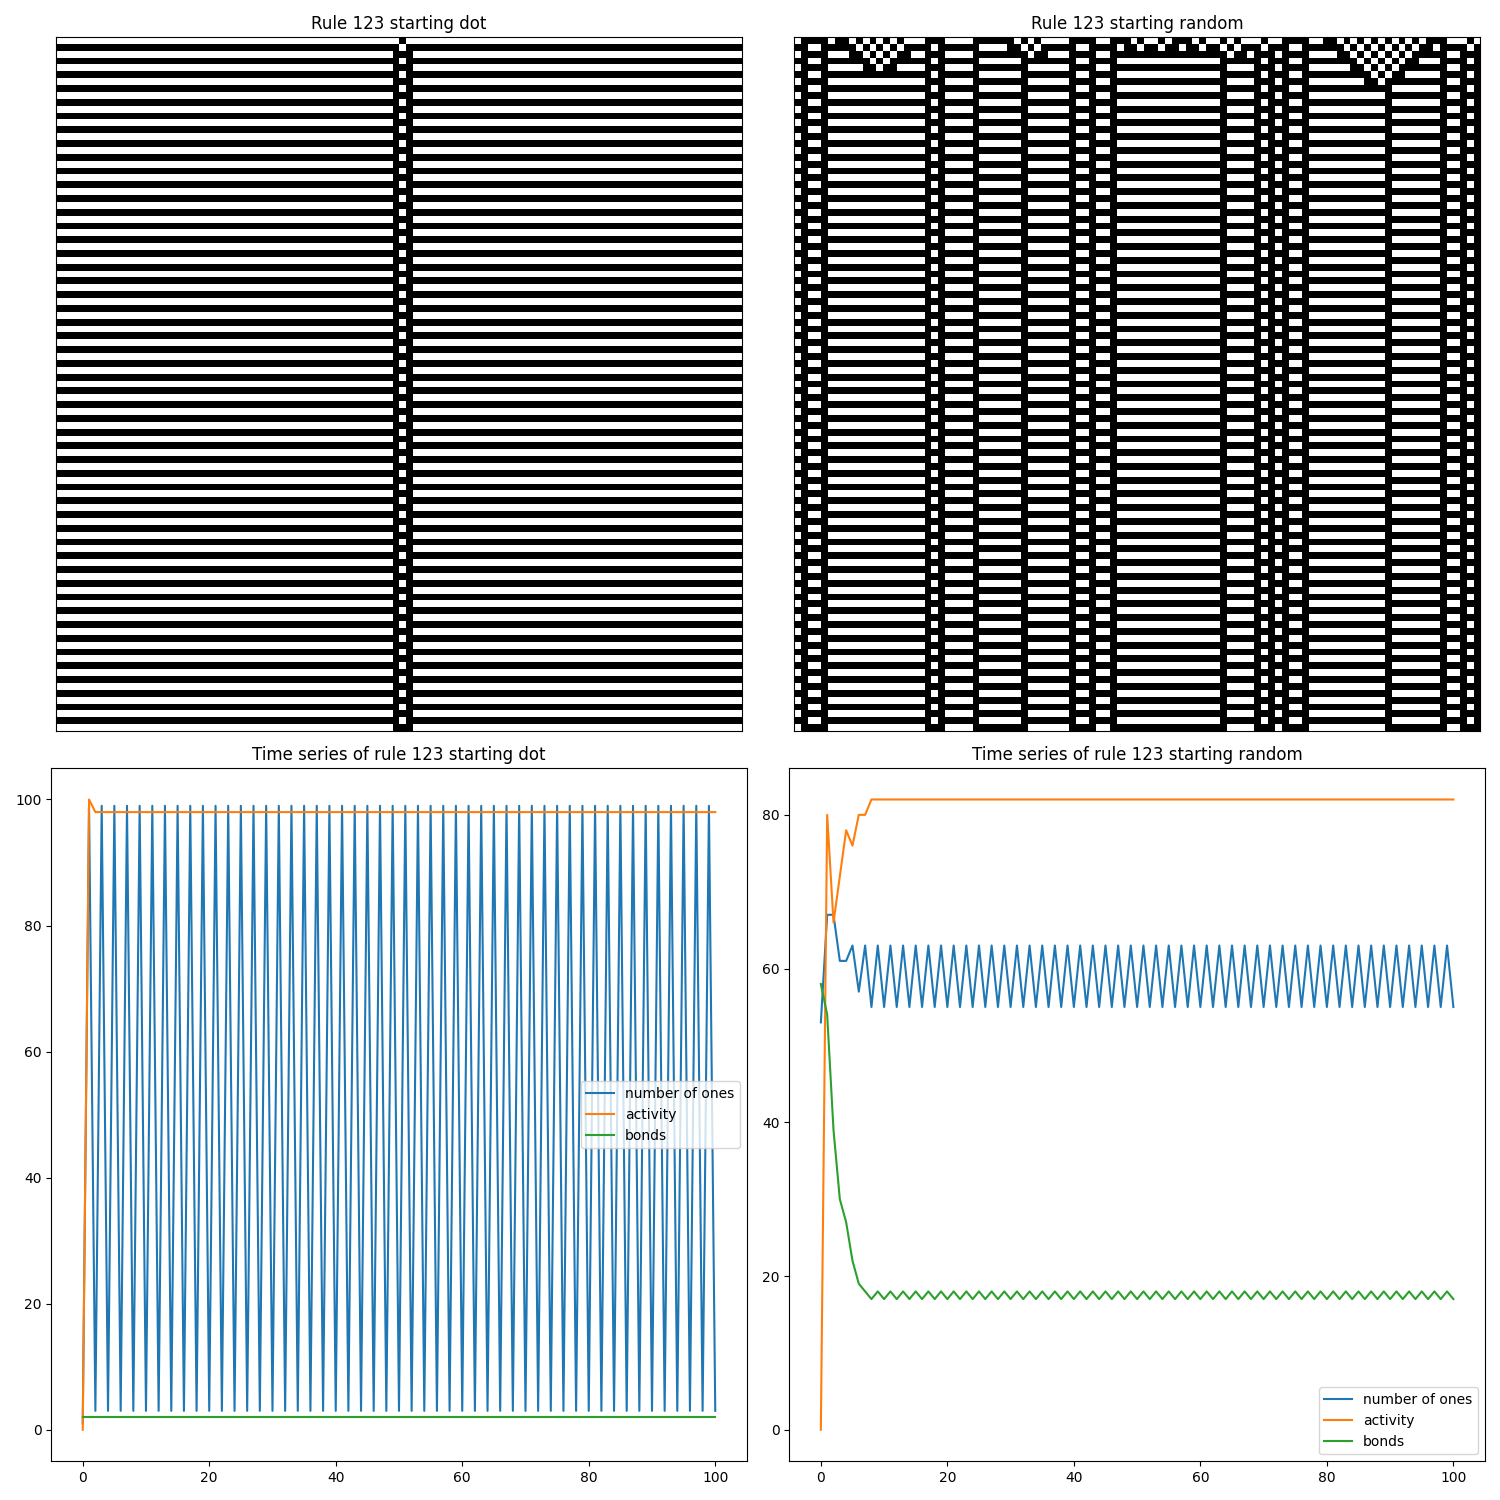 Rule 123 starting dot
Rule 123 starting random
Time series of rule 123 starting dot
100
80
60
40
20
0
number of ones
activity
bonds
0 20 40 60 80 100
Time series of rule 123 starting random
80
60
40
20
0
number of ones
activity
bonds
0 20 40 60 80 100